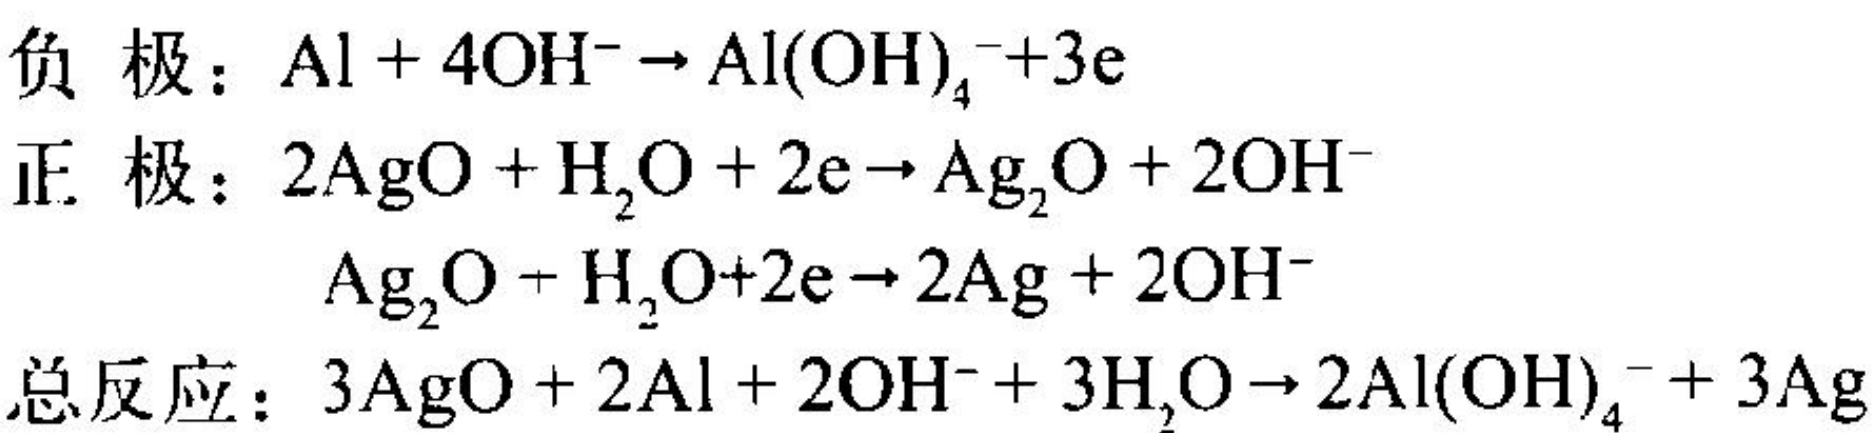 负 极：Al + 4OH⁻ → Al(OH)₄⁻+3e
正 极：2AgO + H₂O + 2e → Ag₂O + 2OH⁻
Ag₂O + H₂O+2e → 2Ag + 2OH⁻
总反应：3AgO + 2Al + 2OH⁻ + 3H₂O → 2Al(OH)₄⁻ + 3Ag